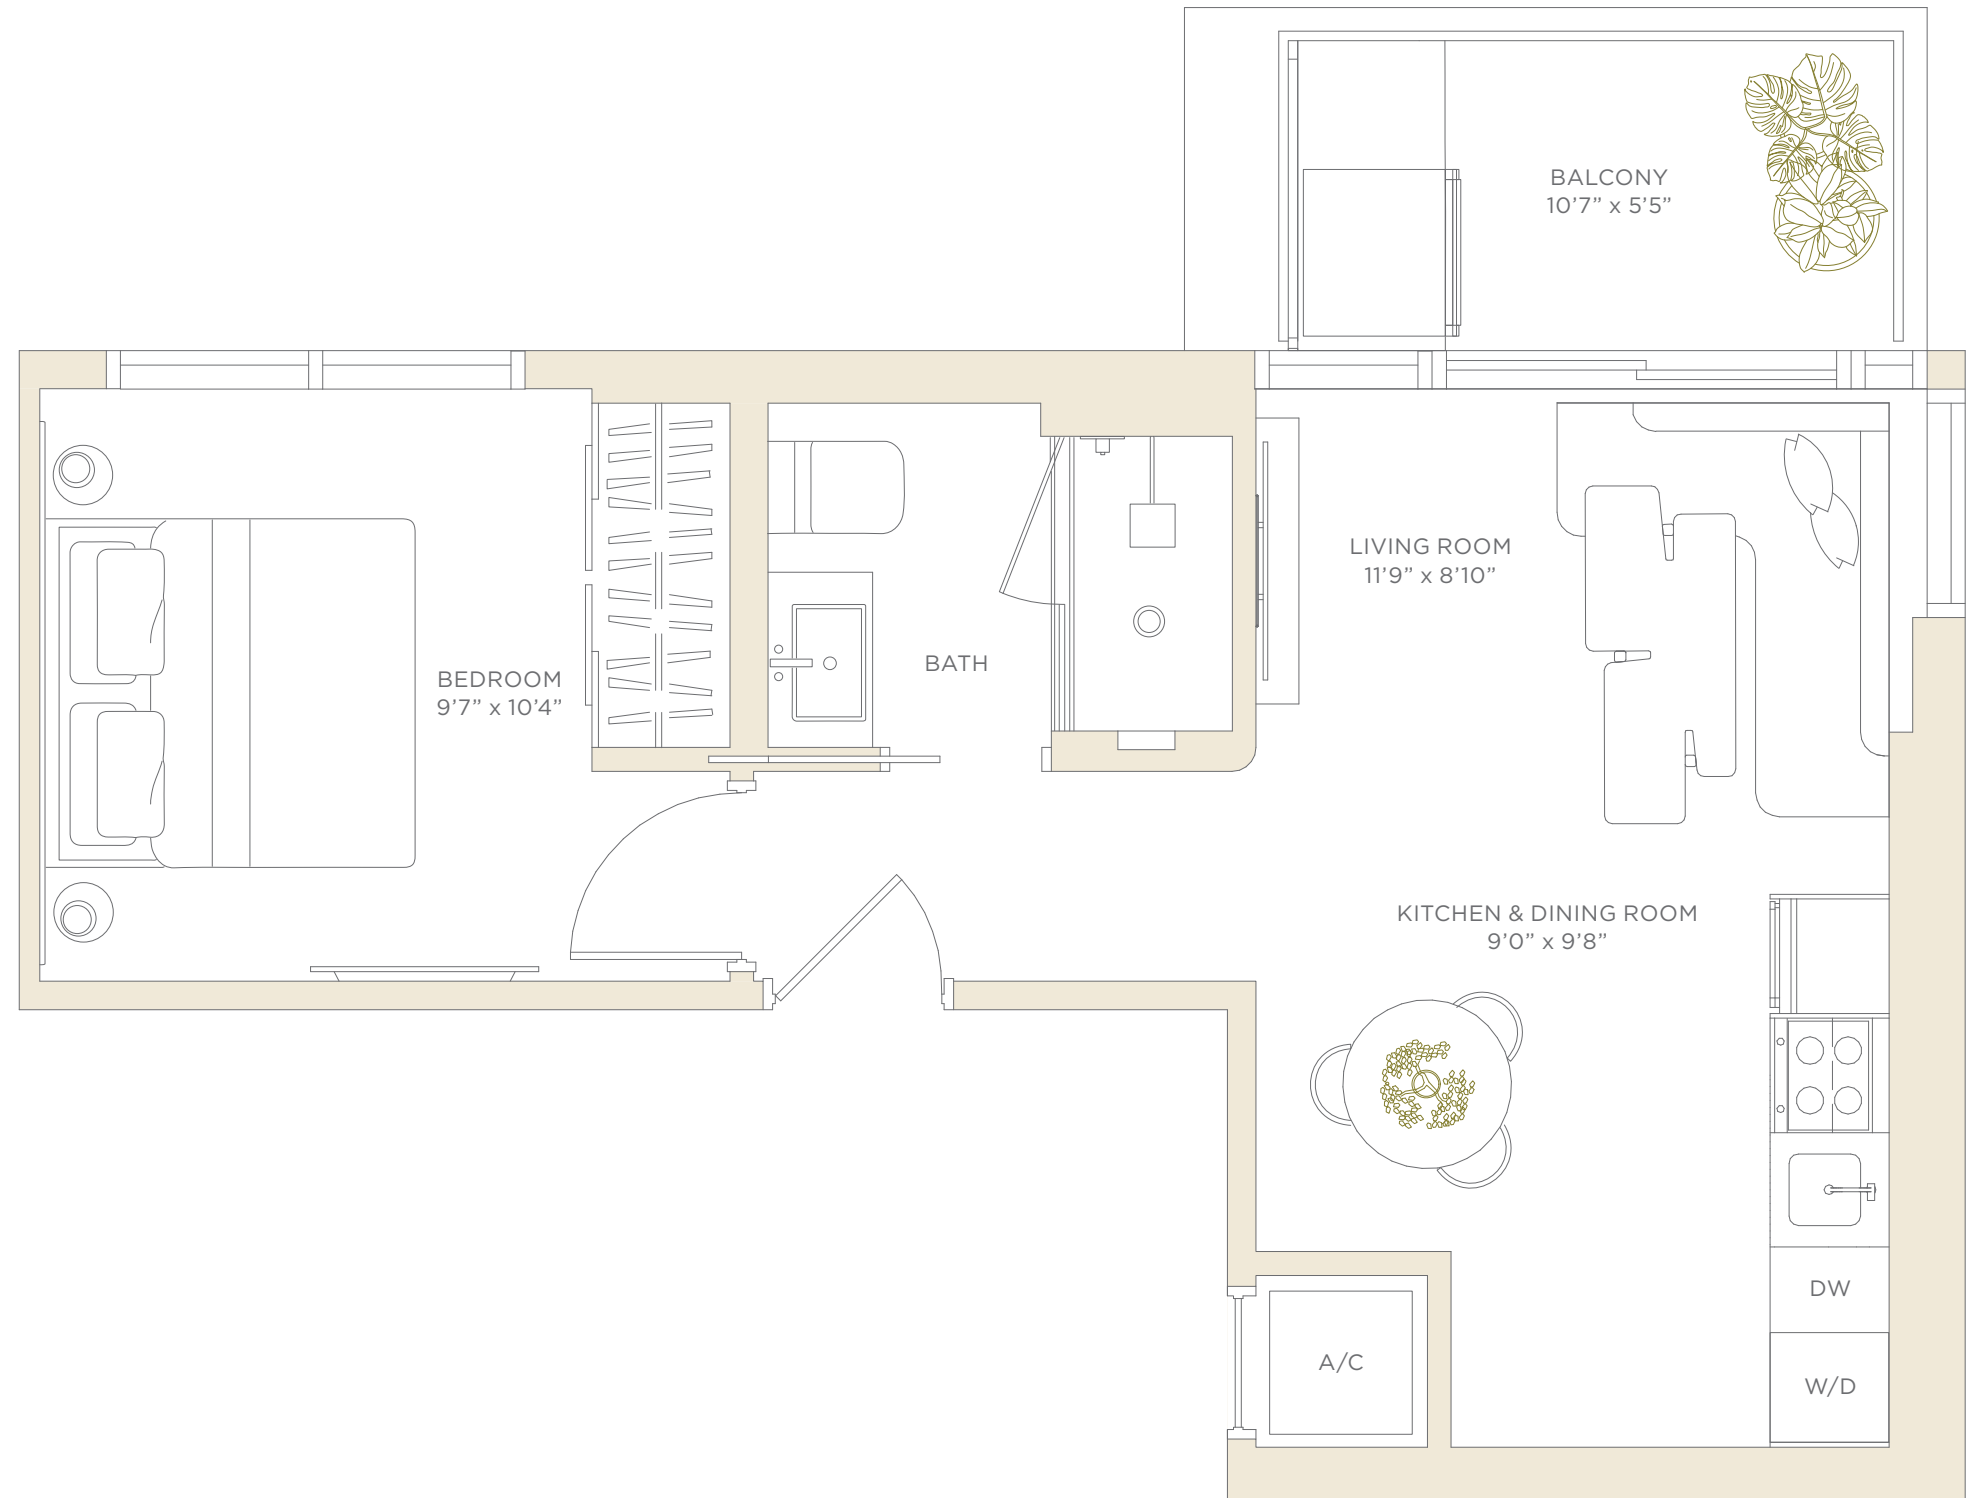 BALCONY
10’7” x 5’5”
LIVING ROOM
11’9” x 8’10”
BATH
BEDROOM
9’7” x 10’4”
KITCHEN & DINING ROOM
9’0” x 9’8”
DW
A/C
W/D